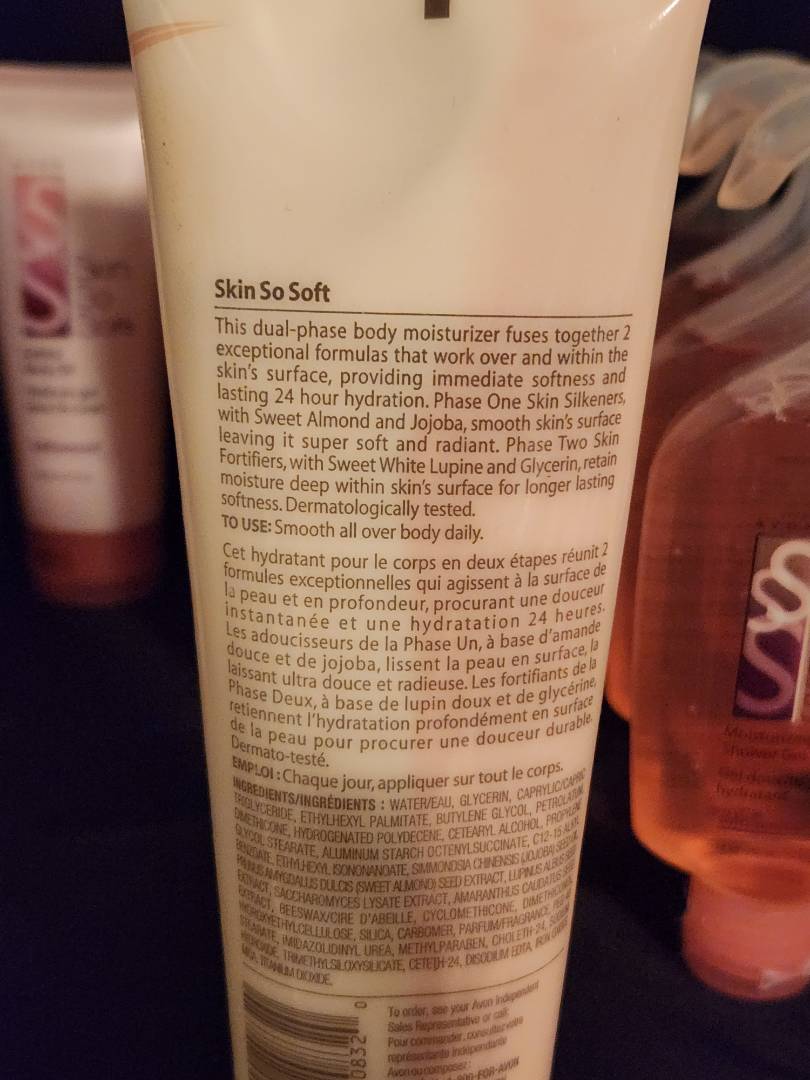 Skin So Soft
This dual-phase body moisturizer fuses together 2
exceptional formulas that work over and within the
skin's surface, providing immediate softness and
lasting 24 hour hydration. Phase One Skin Silkeners,
with Sweet Almond and Jojoba, smooth skin's surface
leaving it super soft and radiant. Phase Two Skin
Fortifiers, with Sweet White Lupine and Glycerin, retain
moisture deep within skin's surface for longer lasting
softness. Dermatologically tested.
TO USE: Smooth all over body daily.
Cet hydratant pour le corps en deux étapes réunit 2
formules exceptionnelles qui agissent à la surface de
la peau et en profondeur, procurant une douceur
instantanée et une hydratation 24 heures.
Les adoucisseurs de la Phase Un, à base d'amande
douce et de jojoba, lissent la peau en surface, la
laissant ultra douce et radieuse. Les fortifiants de la
Phase Deux, à base de lupin doux et de glycérine,
retiennent l'hydratation profondément en surface
de la peau pour procurer une douceur durable.
Dermato-testé.
EMPLOI : Chaque jour, appliquer sur tout le corps.
INGREDIENTS/INGRÉDIENTS : WATER/EAU, GLYCERIN, CAPRYLIC/CAPRIC
TRIGLYCERIDE, ETHYLHEXYL PALMITATE, BUTYLENE GLYCOL, PETROLATUM,
DIMETHICONE, HYDROGENATED POLYDECENE, CETEARYL ALCOHOL, PROPYLENE
GLYCOL STEARATE, ALUMINUM STARCH OCTENYLSUCCINATE, C12-15 ALKYL
BENZOATE, ETHYLHEXYL ISONONANOATE, SIMMONDSIA CHINENSIS (JOJOBA) SEED
PRUNUS AMYGDALUS DULCIS (SWEET ALMOND) SEED EXTRACT, LUPINUS ALBUS SEED
EXTRACT, SACCHAROMYCES LYSATE EXTRACT, AMARANTHUS CAUDATUS
EXTRACT, BEESWAX/CIRE D'ABEILLE, CYCLOMETHICONE, DIMETHICONOL,
HYDROXYETHYLCELLULOSE, SILICA, CARBOMER, PARFUM/FRAGRANCE,
STEARATE, IMIDAZOLIDINYL UREA, METHYLPARABEN, CHOLETH-24,
TRIMETHYLSILOXYSILICATE, CETETH-24, DISODIUM EDTA, IRON
MICA, TITANIUM DIOXIDE.
0832 0
To order, see your Avon Independent
Sales Representative or call:
Pour commander, consultez votre
représentante indépendante
Avon ou composez :
FOR-AVON
Skin
So